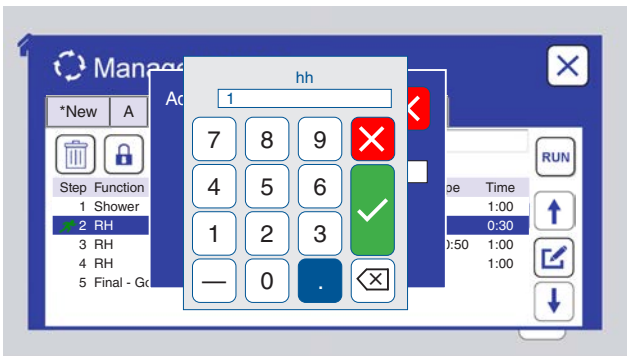 Mana
hh
1
*New A
Ac
7 8 9
RUN
4 5 6
Step Function Time
1 Shower 1:00
2 RH 0:30
1 2 3
3 RH 0:50 1:00
4 RH 1:00
5 Final - Go
— 0 .